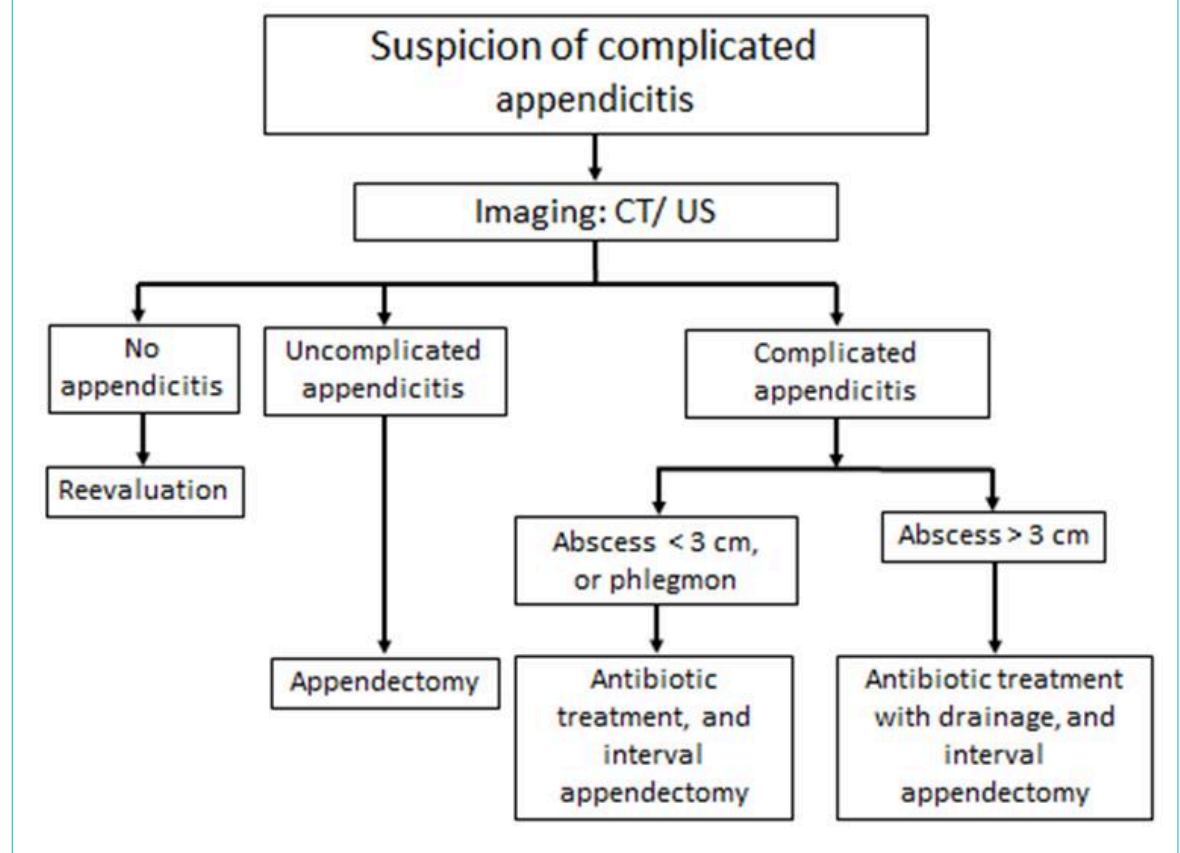 Suspicion of complicated
appendicitis
Imaging: CT/ US
No
appendicitis
Uncomplicated
appendicitis
Complicated
appendicitis
Reevaluation
Abscess < 3 cm,
or phlegmon
Abscess > 3 cm
Appendectomy
Antibiotic
treatment, and
interval
appendectomy
Antibiotic treatment
with drainage, and
interval
appendectomy